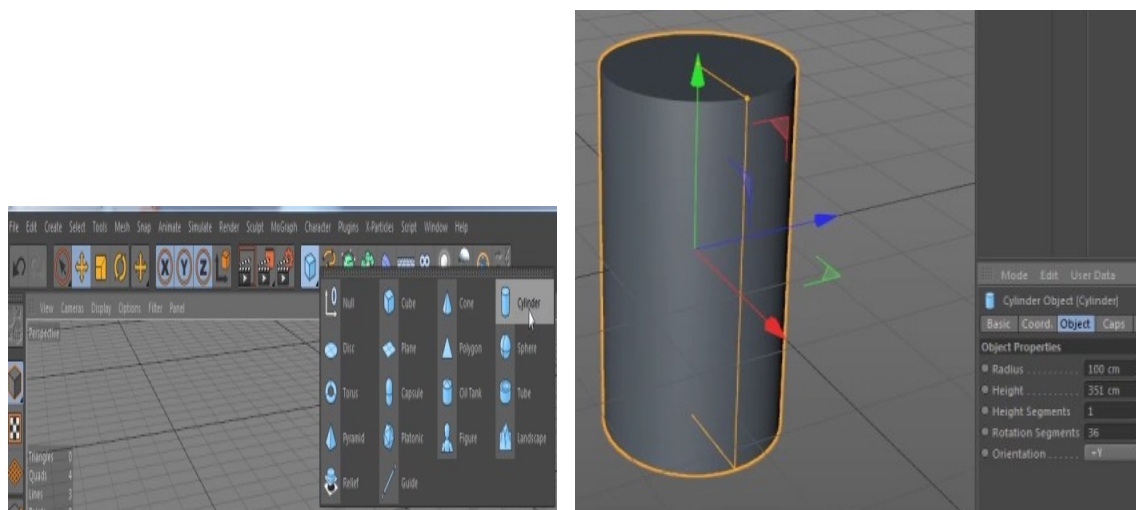 File Edit Create Select Tools Mesh Snap Animate Simulate Render Sculpt MoGraph Character Plugins X-Particles Script Window Help
X Y Z
View Cameras Display Options Filter Panel
Perspective
Null Cube Cone Cylinder
Disc Plane Polygon Sphere
Torus Capsule Oil Tank Tube
Pyramid Platonic Figure Landscape
Relief Guide
Triangles 0
Quads 4
Lines 3
Mode Edit User Data
Cylinder Object [Cylinder]
Basic Coord. Object Caps
Object Properties
Radius 100 cm
Height 351 cm
Height Segments 1
Rotation Segments 36
Orientation +Y